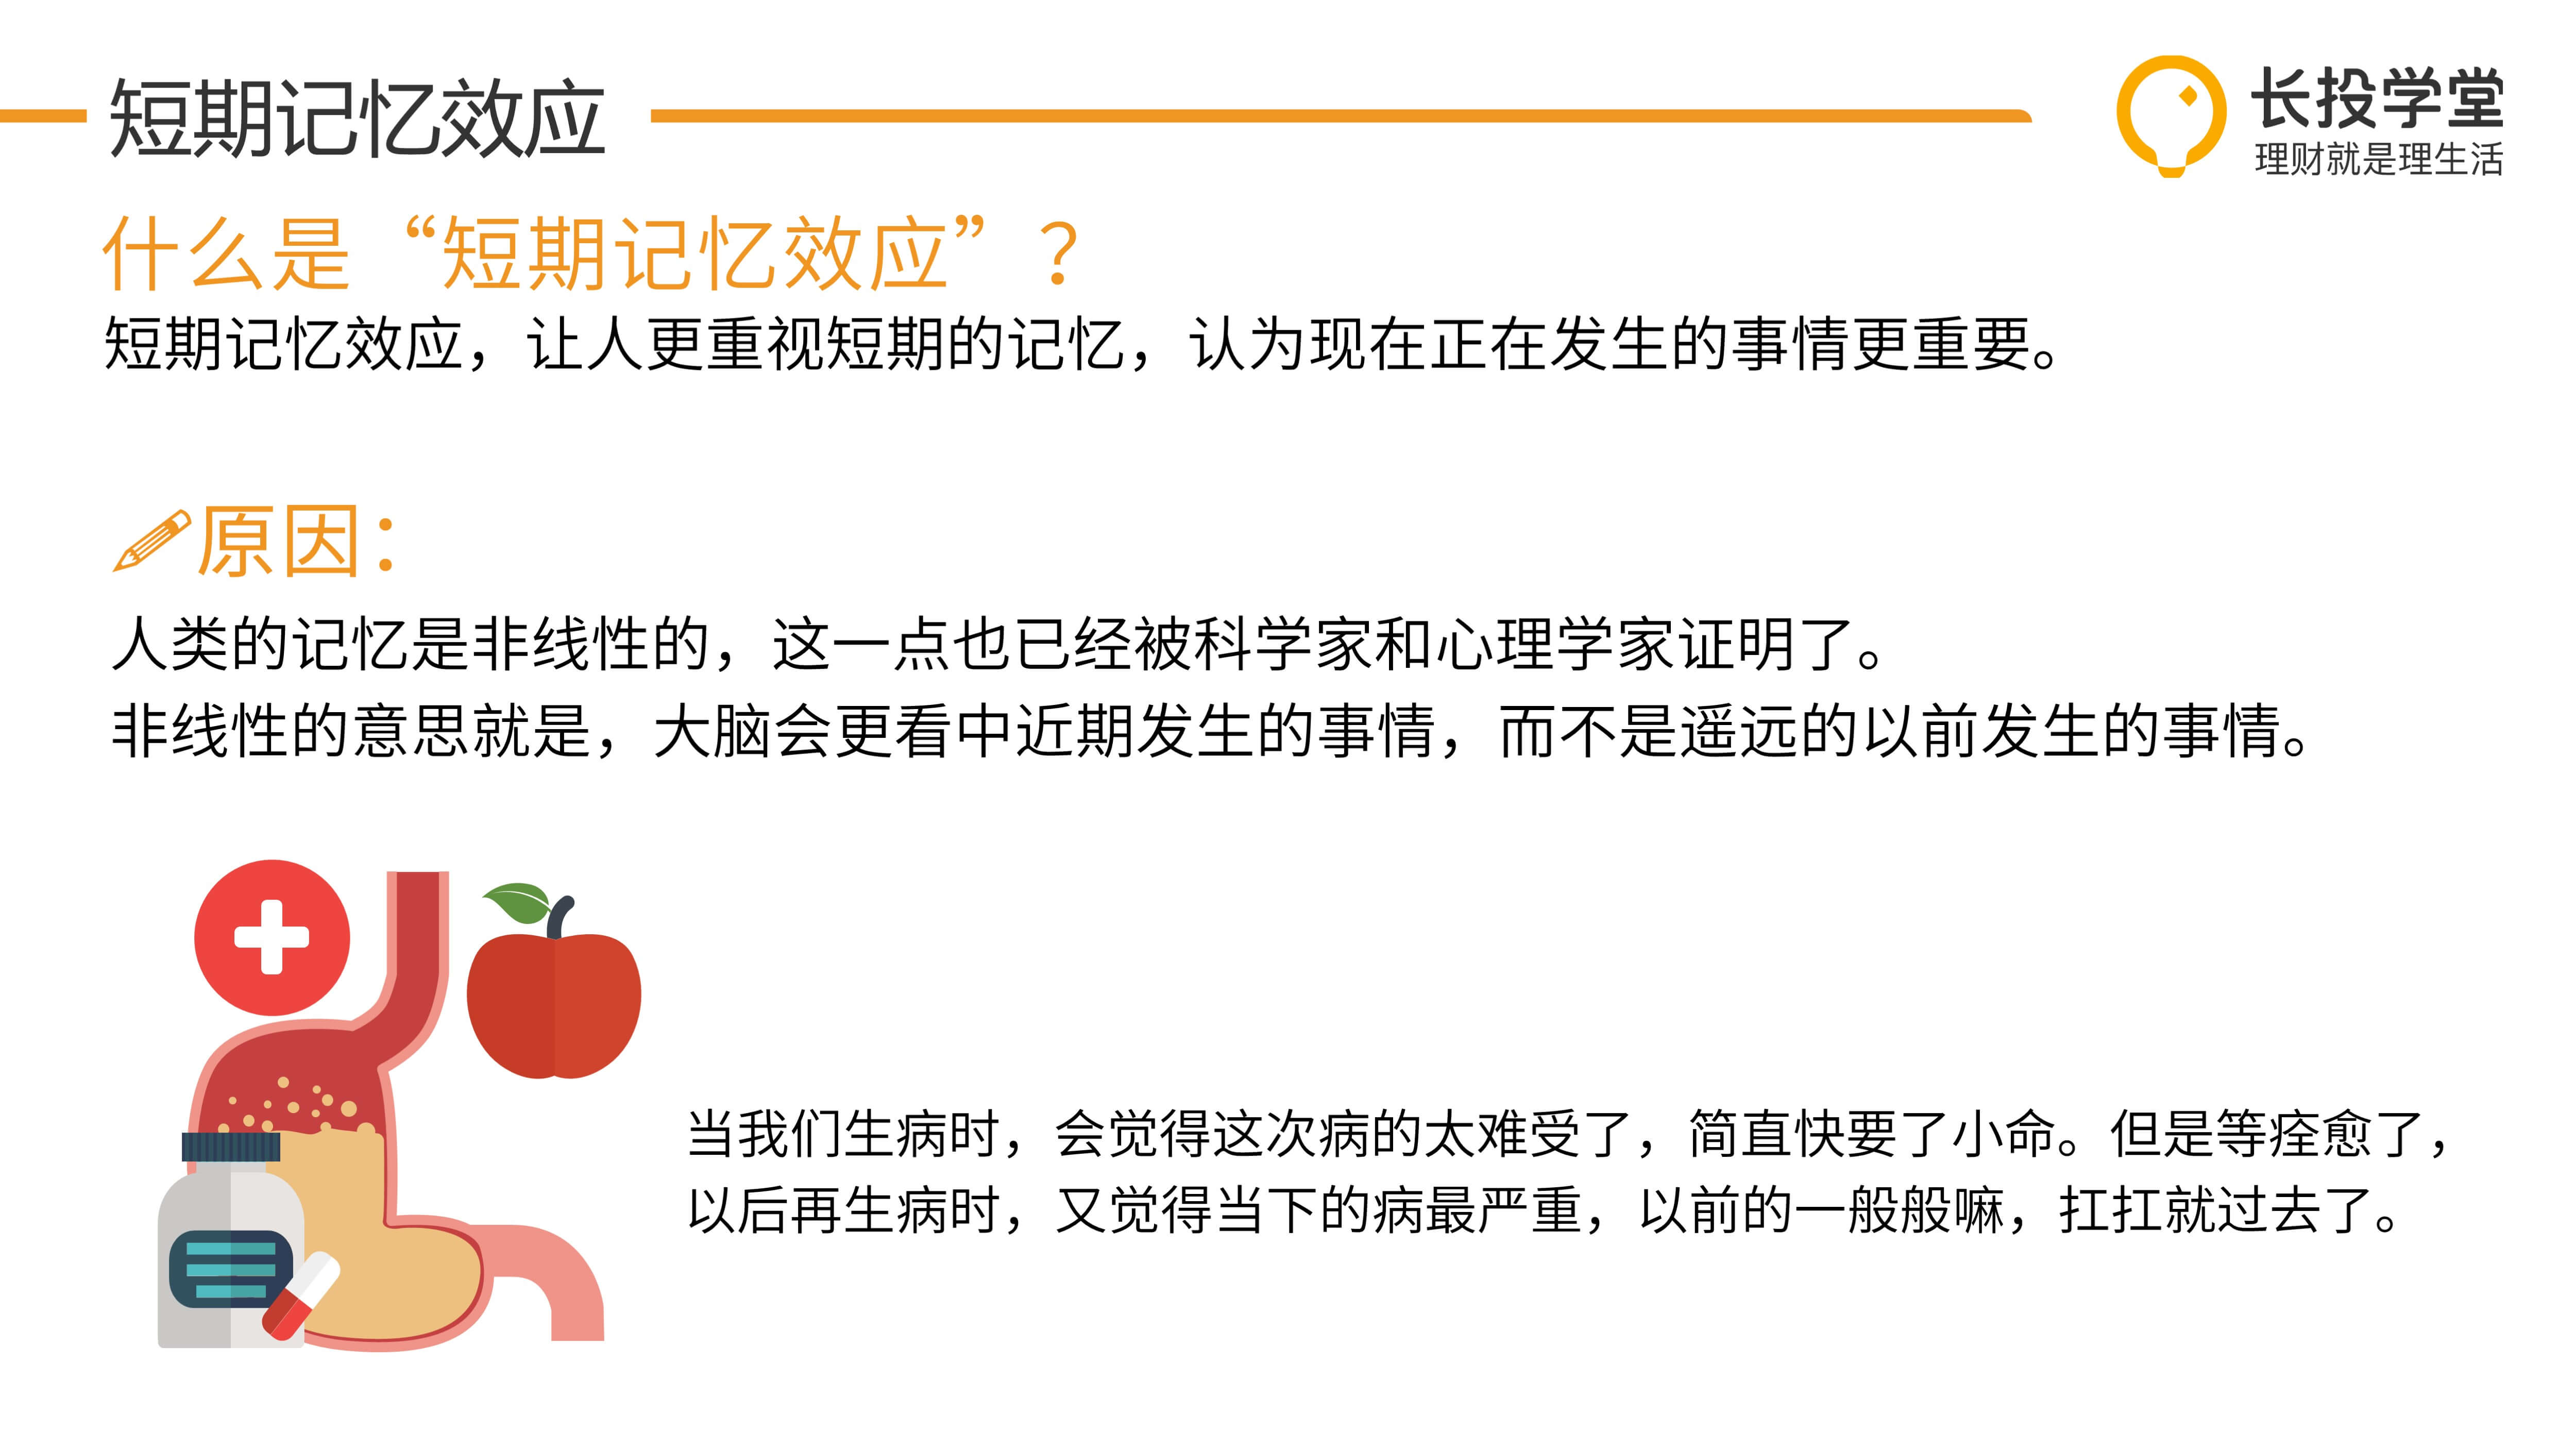 短期记忆效应
长投学堂
理财就是理生活
什么是“短期记忆效应”？
短期记忆效应，让人更重视短期的记忆，认为现在正在发生的事情更重要。
原因：
人类的记忆是非线性的，这一点也已经被科学家和心理学家证明了。
非线性的意思就是，大脑会更看中近期发生的事情，而不是遥远的以前发生的事情。
当我们生病时，会觉得这次病的太难受了，简直快要了小命。但是等痊愈了，
以后再生病时，又觉得当下的病最严重，以前的一般般嘛，扛扛就过去了。